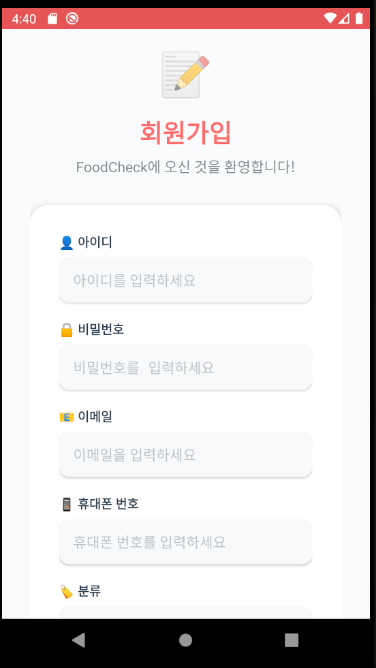 4:40
회원가입
FoodCheck에 오신 것을 환영합니다!
아이디
아이디를 입력하세요
비밀번호
비밀번호를 입력하세요
이메일
이메일을 입력하세요
휴대폰 번호
휴대폰 번호를 입력하세요
분류